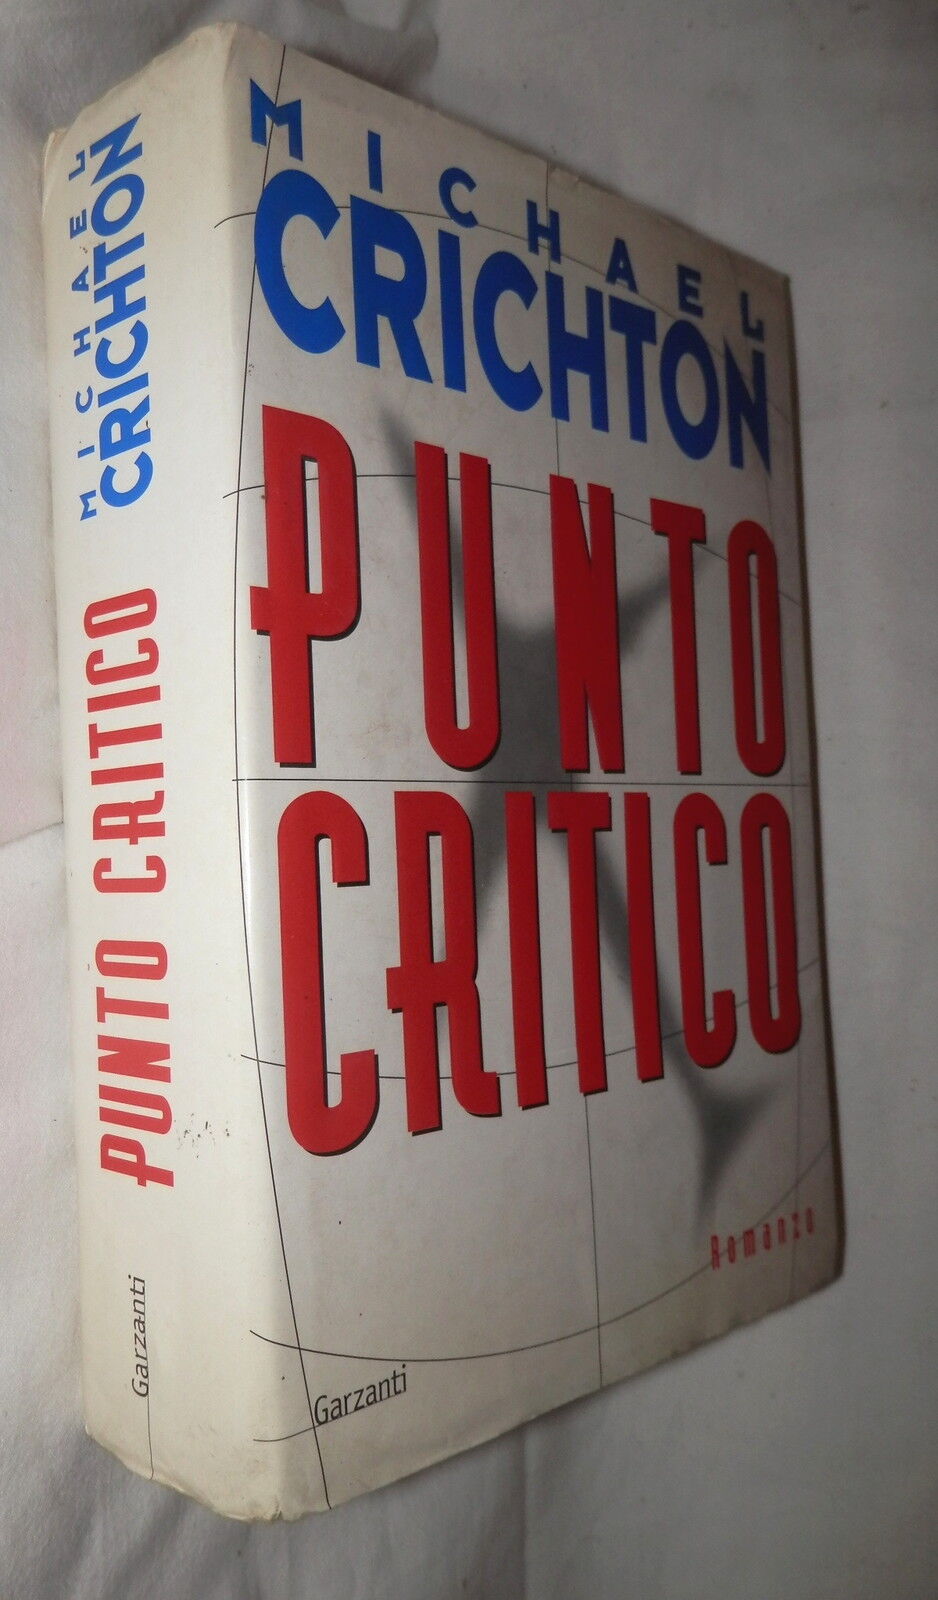 MICHAEL
CRICHTON
PUNTO CRITICO
Garzanti
MICHAEL
CRICHTON
PUNTO
CRITICO
Romanzo
Garzanti